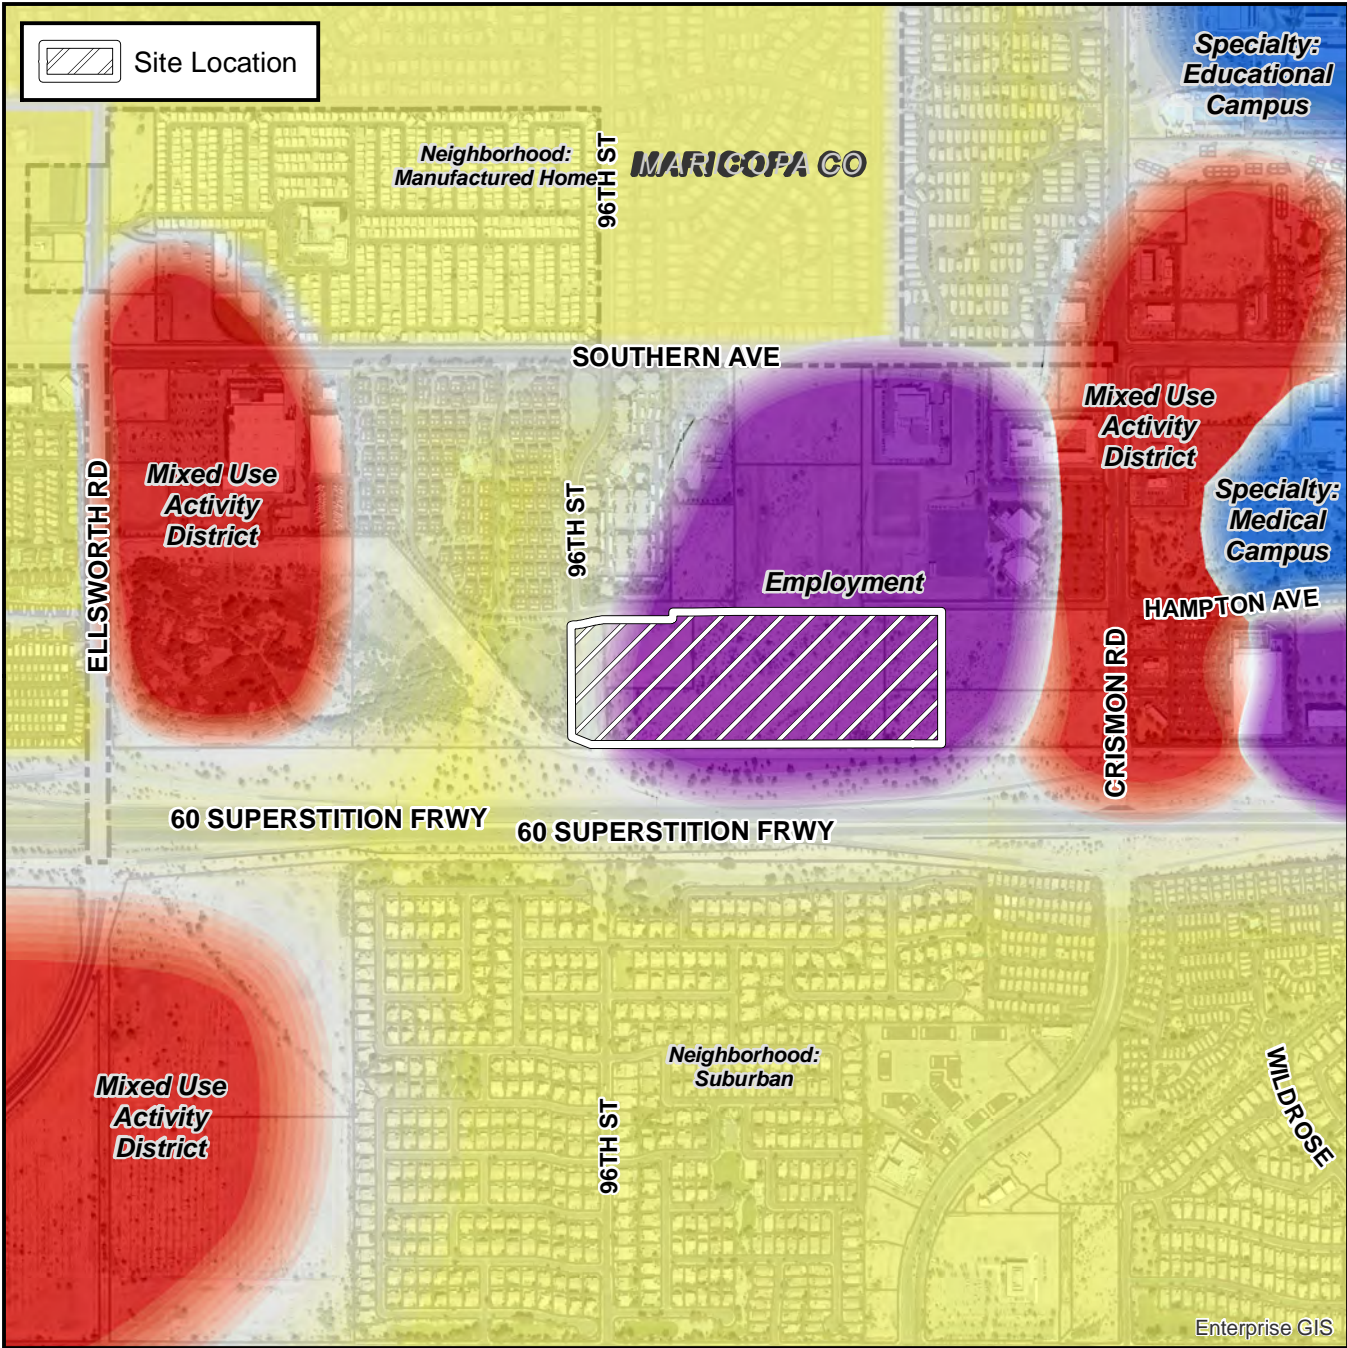 Site Location
Specialty:
Educational
Campus
Neighborhood:
Manufactured Home
96TH ST
MARICOPA CO
SOUTHERN AVE
Mixed Use
Activity
District
Mixed Use
Activity
District
ELLSWORTH RD
96TH ST
Specialty:
Medical
Campus
Employment
HAMPTON AVE
CRISMON RD
60 SUPERSTITION FRWY
60 SUPERSTITION FRWY
Neighborhood:
Suburban
Mixed Use
Activity
District
96TH ST
WILDROSE
Enterprise GIS